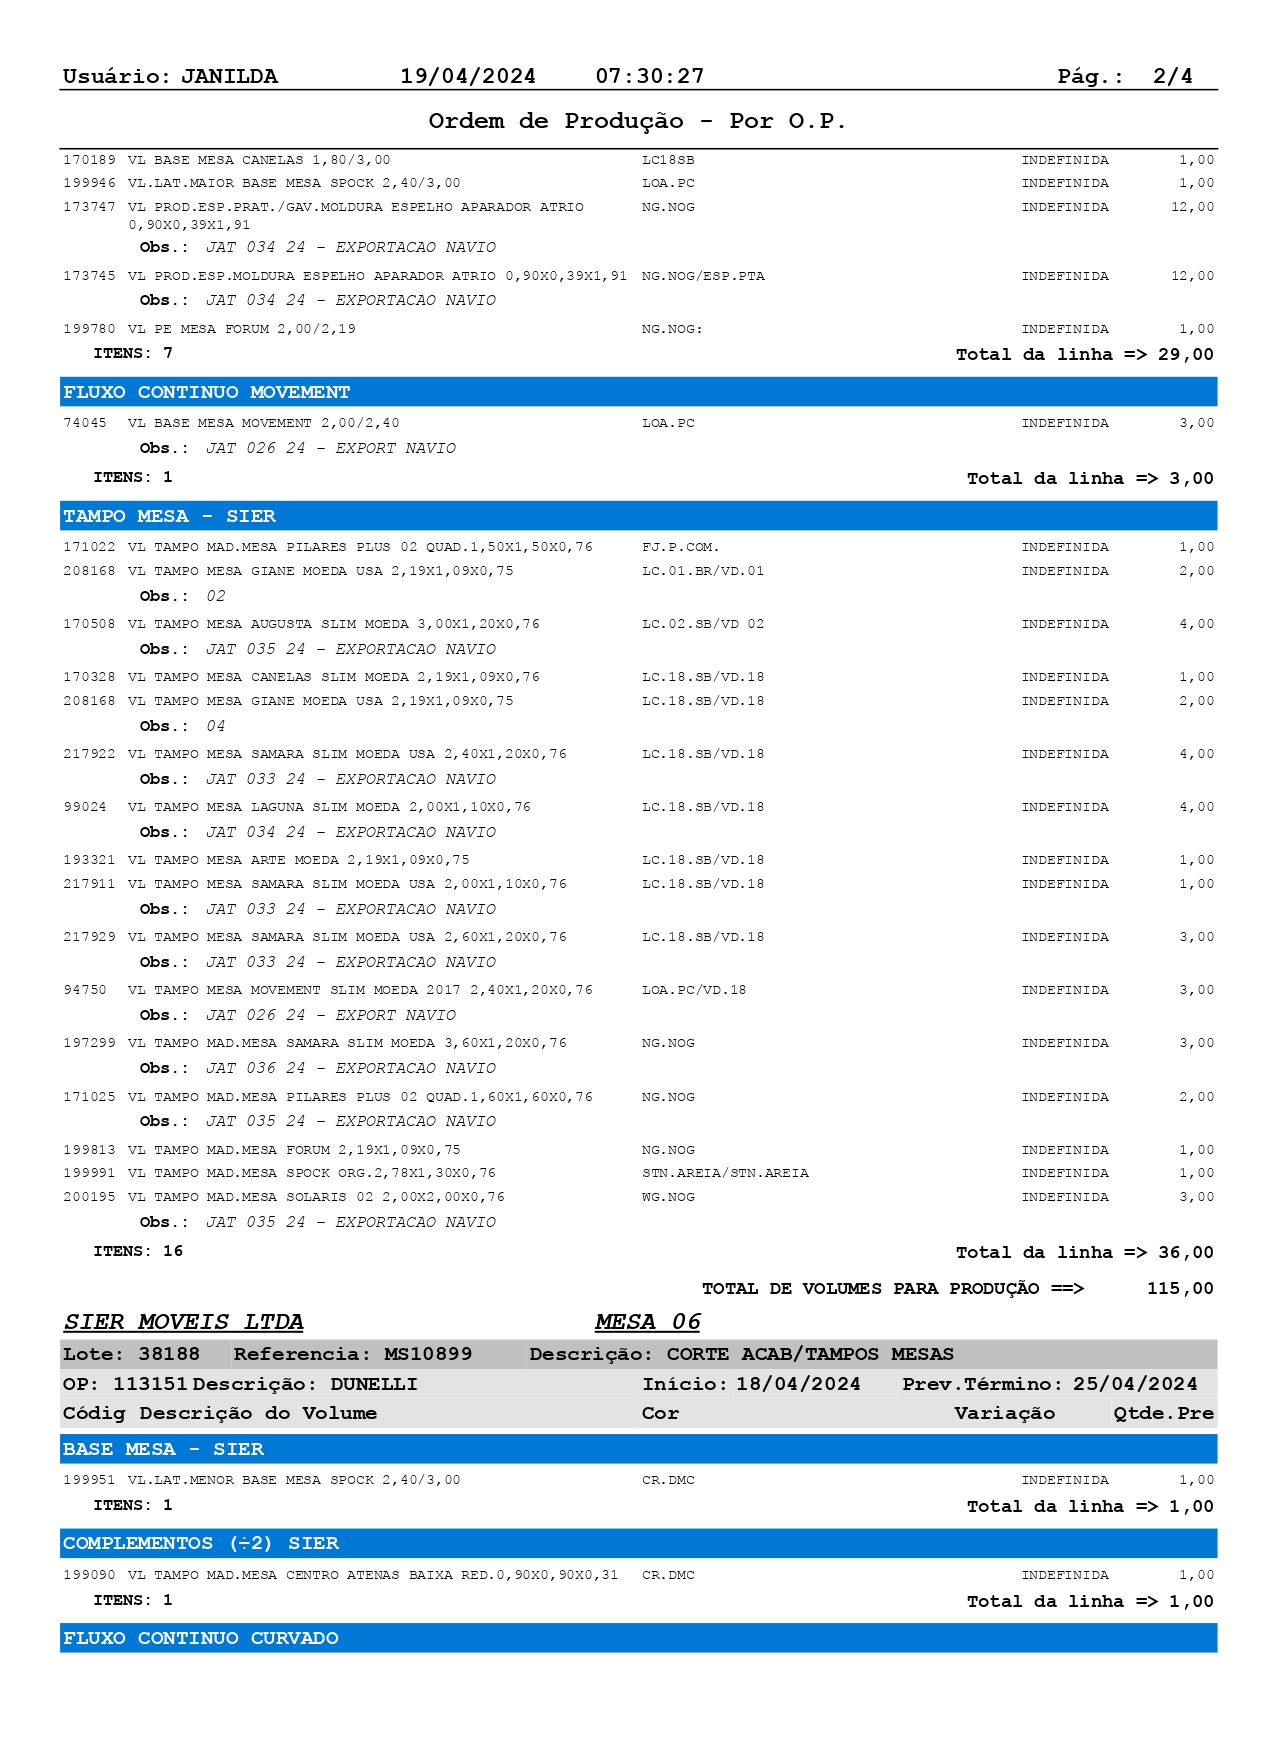 Usuário: JANILDA 19/04/2024 07:30:27 Pág.: 2/4
Ordem de Produção - Por O.P.
170189 VL BASE MESA CANELAS 1,80/3,00 LC18SB INDEFINIDA 1,00
199946 VL.LAT.MAIOR BASE MESA SPOCK 2,40/3,00 LOA.PC INDEFINIDA 1,00
173747 VL PROD.ESP.PRAT./GAV.MOLDURA ESPELHO APARADOR ATRIO NG.NOG INDEFINIDA 12,00
0,90X0,39X1,91
Obs.: JAT 034 24 - EXPORTACAO NAVIO
173745 VL PROD.ESP.MOLDURA ESPELHO APARADOR ATRIO 0,90X0,39X1,91 NG.NOG/ESP.PTA INDEFINIDA 12,00
Obs.: JAT 034 24 - EXPORTACAO NAVIO
199780 VL PE MESA FORUM 2,00/2,19 NG.NOG: INDEFINIDA 1,00
ITENS: 7 Total da linha => 29,00
FLUXO CONTINUO MOVEMENT
74045 VL BASE MESA MOVEMENT 2,00/2,40 LOA.PC INDEFINIDA 3,00
Obs.: JAT 026 24 - EXPORT NAVIO
ITENS: 1 Total da linha => 3,00
TAMPO MESA - SIER
171022 VL TAMPO MAD.MESA PILARES PLUS 02 QUAD.1,50X1,50X0,76 FJ.P.COM. INDEFINIDA 1,00
208168 VL TAMPO MESA GIANE MOEDA USA 2,19X1,09X0,75 LC.01.BR/VD.01 INDEFINIDA 2,00
Obs.: 02
170508 VL TAMPO MESA AUGUSTA SLIM MOEDA 3,00X1,20X0,76 LC.02.SB/VD 02 INDEFINIDA 4,00
Obs.: JAT 035 24 - EXPORTACAO NAVIO
170328 VL TAMPO MESA CANELAS SLIM MOEDA 2,19X1,09X0,76 LC.18.SB/VD.18 INDEFINIDA 1,00
208168 VL TAMPO MESA GIANE MOEDA USA 2,19X1,09X0,75 LC.18.SB/VD.18 INDEFINIDA 2,00
Obs.: 04
217922 VL TAMPO MESA SAMARA SLIM MOEDA USA 2,40X1,20X0,76 LC.18.SB/VD.18 INDEFINIDA 4,00
Obs.: JAT 033 24 - EXPORTACAO NAVIO
99024 VL TAMPO MESA LAGUNA SLIM MOEDA 2,00X1,10X0,76 LC.18.SB/VD.18 INDEFINIDA 4,00
Obs.: JAT 034 24 - EXPORTACAO NAVIO
193321 VL TAMPO MESA ARTE MOEDA 2,19X1,09X0,75 LC.18.SB/VD.18 INDEFINIDA 1,00
217911 VL TAMPO MESA SAMARA SLIM MOEDA USA 2,00X1,10X0,76 LC.18.SB/VD.18 INDEFINIDA 1,00
Obs.: JAT 033 24 - EXPORTACAO NAVIO
217929 VL TAMPO MESA SAMARA SLIM MOEDA USA 2,60X1,20X0,76 LC.18.SB/VD.18 INDEFINIDA 3,00
Obs.: JAT 033 24 - EXPORTACAO NAVIO
94750 VL TAMPO MESA MOVEMENT SLIM MOEDA 2017 2,40X1,20X0,76 LOA.PC/VD.18 INDEFINIDA 3,00
Obs.: JAT 026 24 - EXPORT NAVIO
197299 VL TAMPO MAD.MESA SAMARA SLIM MOEDA 3,60X1,20X0,76 NG.NOG INDEFINIDA 3,00
Obs.: JAT 036 24 - EXPORTACAO NAVIO
171025 VL TAMPO MAD.MESA PILARES PLUS 02 QUAD.1,60X1,60X0,76 NG.NOG INDEFINIDA 2,00
Obs.: JAT 035 24 - EXPORTACAO NAVIO
199813 VL TAMPO MAD.MESA FORUM 2,19X1,09X0,75 NG.NOG INDEFINIDA 1,00
199991 VL TAMPO MAD.MESA SPOCK ORG.2,78X1,30X0,76 STN.AREIA/STN.AREIA INDEFINIDA 1,00
200195 VL TAMPO MAD.MESA SOLARIS 02 2,00X2,00X0,76 WG.NOG INDEFINIDA 3,00
Obs.: JAT 035 24 - EXPORTACAO NAVIO
ITENS: 16 Total da linha => 36,00
TOTAL DE VOLUMES PARA PRODUÇÃO ==> 115,00
SIER MOVEIS LTDA MESA 06
Lote: 38188 Referencia: MS10899 Descrição: CORTE ACAB/TAMPOS MESAS
OP: 113151 Descrição: DUNELLI Início: 18/04/2024 Prev.Término: 25/04/2024
Códig Descrição do Volume Cor Variação Qtde.Pre
BASE MESA - SIER
199951 VL.LAT.MENOR BASE MESA SPOCK 2,40/3,00 CR.DMC INDEFINIDA 1,00
ITENS: 1 Total da linha => 1,00
COMPLEMENTOS (÷2) SIER
199090 VL TAMPO MAD.MESA CENTRO ATENAS BAIXA RED.0,90X0,90X0,31 CR.DMC INDEFINIDA 1,00
ITENS: 1 Total da linha => 1,00
FLUXO CONTINUO CURVADO